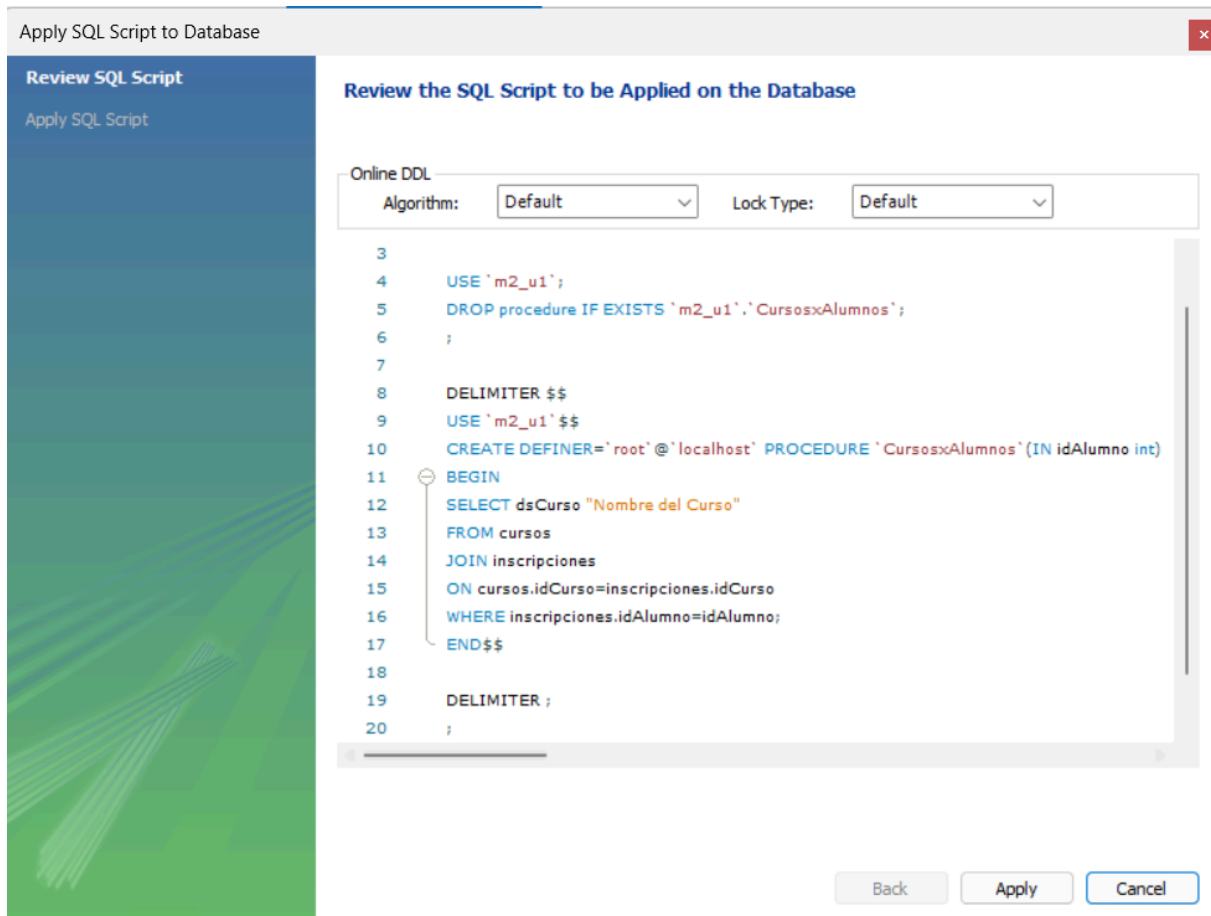 Apply SQL Script to Database
Review SQL Script
Apply SQL Script
Review the SQL Script to be Applied on the Database
Online DDL
Algorithm: Default Lock Type: Default
3
4 USE `m2_u1`;
5 DROP procedure IF EXISTS `m2_u1`.`CursosxAlumnos`;
6 ;
7
8 DELIMITER $$
9 USE `m2_u1`$$
10 CREATE DEFINER=`root`@`localhost` PROCEDURE `CursosxAlumnos`(IN idAlumno int)
11 BEGIN
12 SELECT dsCurso "Nombre del Curso"
13 FROM cursos
14 JOIN inscripciones
15 ON cursos.idCurso=inscripciones.idCurso
16 WHERE inscripciones.idAlumno=idAlumno;
17 END$$
18
19 DELIMITER ;
20 ;
Back Apply Cancel